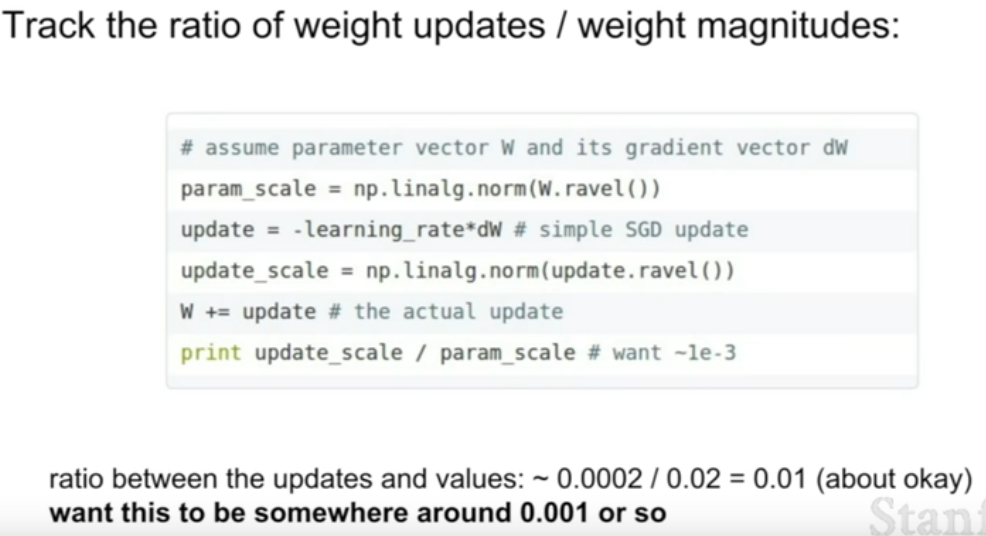 Track the ratio of weight updates / weight magnitudes:
# assume parameter vector W and its gradient vector dW
param_scale = np.linalg.norm(W.ravel())
update = -learning_rate*dW # simple SGD update
update_scale = np.linalg.norm(update.ravel())
W += update # the actual update
print update_scale / param_scale # want ~1e-3
ratio between the updates and values: ~ 0.0002 / 0.02 = 0.01 (about okay)
want this to be somewhere around 0.001 or so